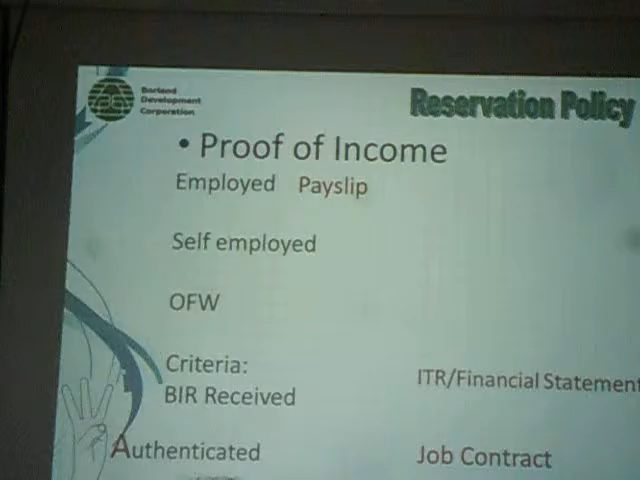 Borland
Development
Corporation
Reservation Policy
• Proof of Income
Employed Payslip
Self employed
OFW
Criteria:
BIR Received
ITR/Financial Statement
Authenticated
Job Contract